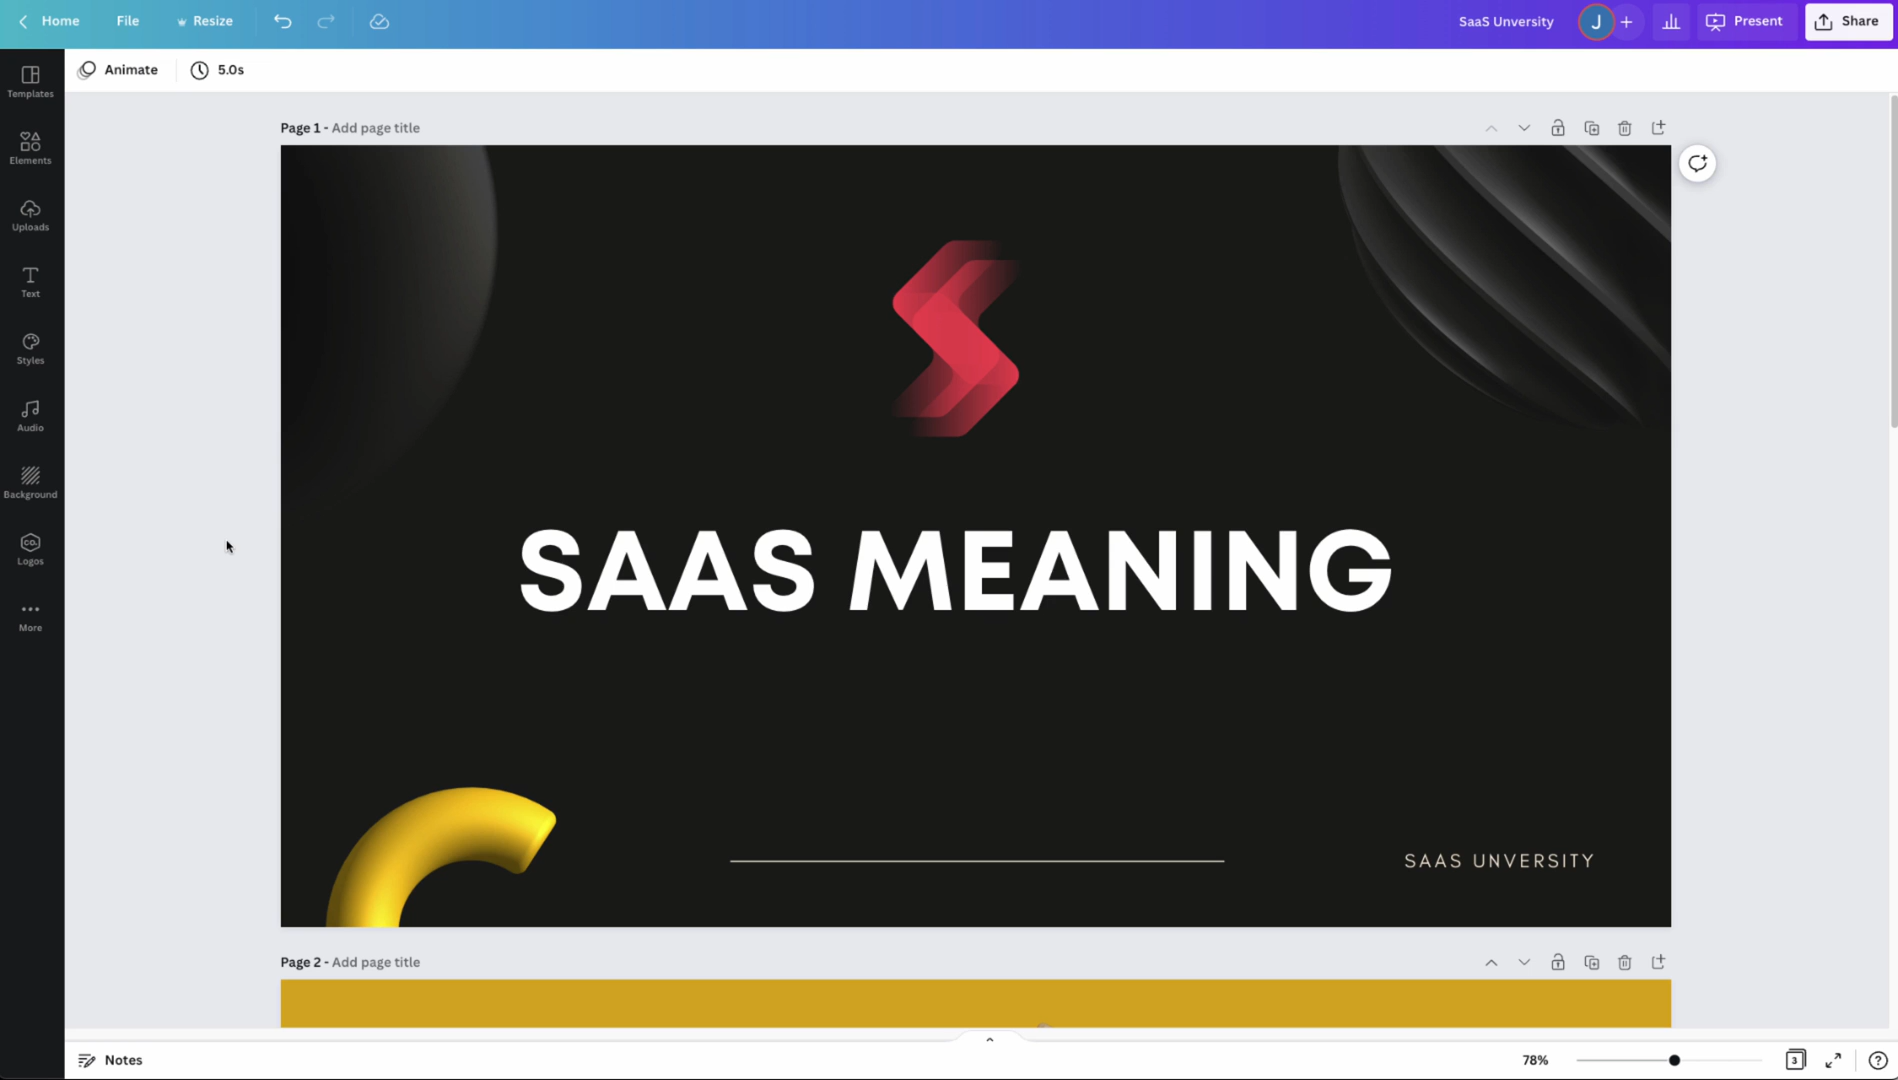 Home File Resize SaaS Unversity J Present Share
Animate 5.0s
Templates
Elements
Uploads
Text
Styles
Audio
Background
CO.
Logos
More
Page 1 - Add page title
SAAS MEANING
SAAS UNVERSITY
Page 2 - Add page title
Notes 78% 3 ?